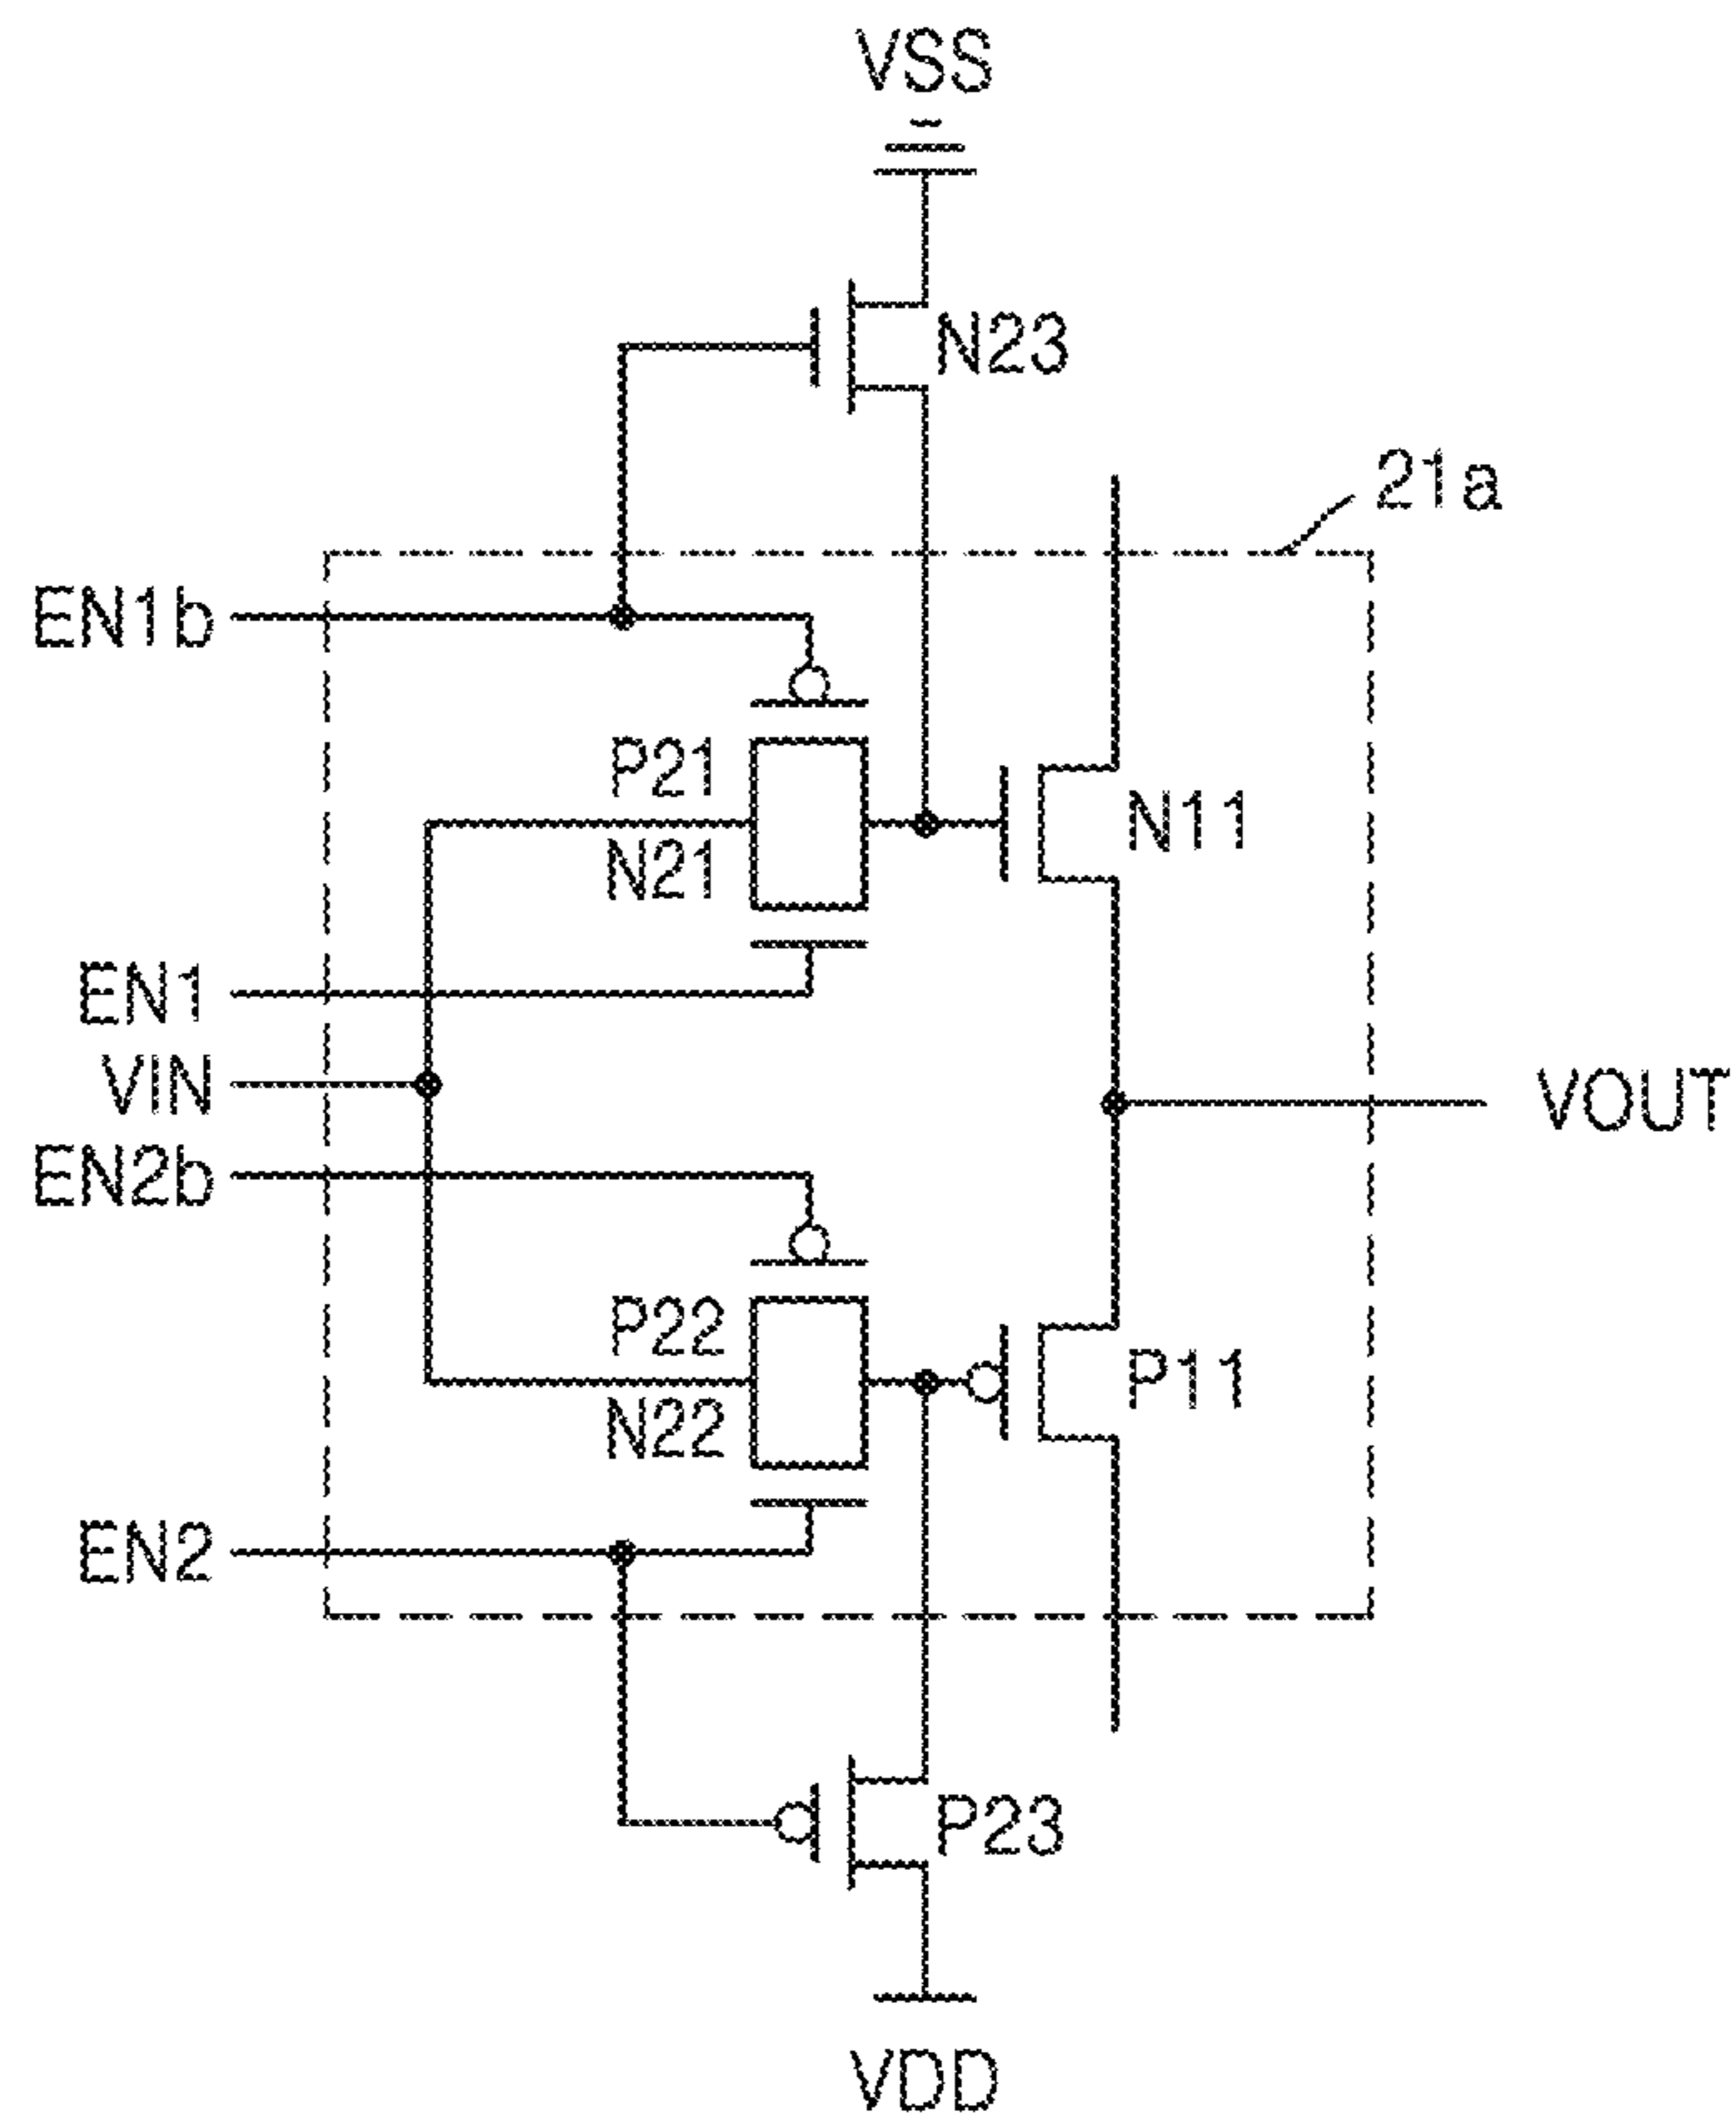 VSS
N23
21a
EN1b
P21
N11
N21
EN1
VIN
VOUT
EN2b
P22
P11
N22
EN2
P23
VDD